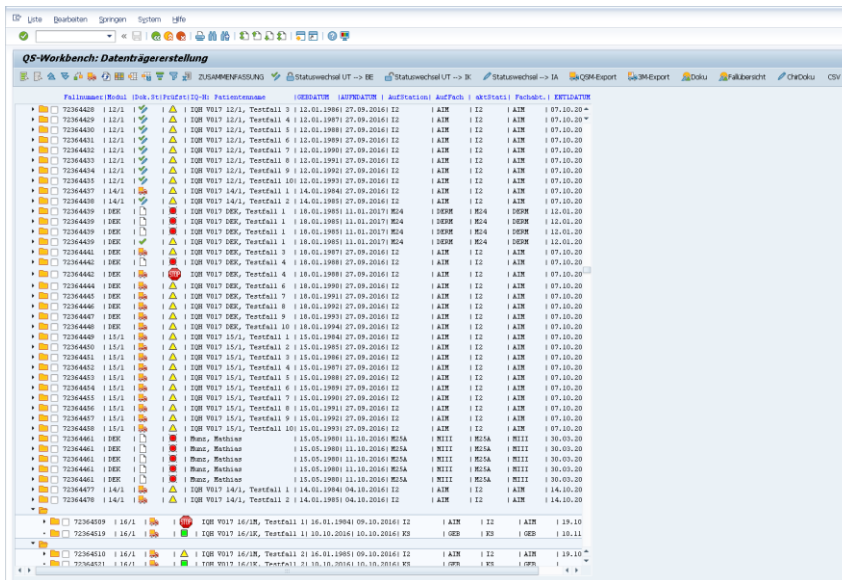 Liste Bearbeiten Springen System Hilfe
QS-Workbench: Datenträgererstellung
ZUSAMMENFASSUNG Statuswechsel UT --> BE Statuswechsel UT --> IK Statuswechsel --> IA QSM-Export 3M-Export Doku Fallübersicht ChirDoku CSV
Fallnummer|Modul |Dok.St|Prüfst|IQ-N: Patientenname |GEBDATUM |AUFNDATUM | AufStation| AufFach | aktStati| Fachabt.| ENTLDATUM
72364428 | 12/1 | | | IQH V017 12/1, Testfall 3 | 12.01.1986| 27.09.2016| I2 | AIM | I2 | AIM | 07.10.20
72364429 | 12/1 | | | IQH V017 12/1, Testfall 4 | 12.01.1987| 27.09.2016| I2 | AIM | I2 | AIM | 07.10.20
72364430 | 12/1 | | | IQH V017 12/1, Testfall 5 | 12.01.1988| 27.09.2016| I2 | AIM | I2 | AIM | 07.10.20
72364431 | 12/1 | | | IQH V017 12/1, Testfall 6 | 12.01.1989| 27.09.2016| I2 | AIM | I2 | AIM | 07.10.20
72364432 | 12/1 | | | IQH V017 12/1, Testfall 7 | 12.01.1990| 27.09.2016| I2 | AIM | I2 | AIM | 07.10.20
72364433 | 12/1 | | | IQH V017 12/1, Testfall 8 | 12.01.1991| 27.09.2016| I2 | AIM | I2 | AIM | 07.10.20
72364434 | 12/1 | | | IQH V017 12/1, Testfall 9 | 12.01.1992| 27.09.2016| I2 | AIM | I2 | AIM | 07.10.20
72364435 | 12/1 | | | IQH V017 12/1, Testfall 10| 12.01.1993| 27.09.2016| I2 | AIM | I2 | AIM | 07.10.20
72364437 | 14/1 | | | IQH V017 14/1, Testfall 1 | 14.01.1984| 27.09.2016| I2 | AIM | I2 | AIM | 07.10.20
72364438 | 14/1 | | | IQH V017 14/1, Testfall 2 | 14.01.1985| 27.09.2016| I2 | AIM | I2 | AIM | 07.10.20
72364439 | DEK | | | IQH V017 DEK, Testfall 1 | 18.01.1985| 11.01.2017| M24 | DERM | M24 | DERM | 12.01.20
72364439 | DEK | | | IQH V017 DEK, Testfall 1 | 18.01.1985| 11.01.2017| M24 | DERM | M24 | DERM | 12.01.20
72364439 | DEK | | | IQH V017 DEK, Testfall 1 | 18.01.1985| 11.01.2017| M24 | DERM | M24 | DERM | 12.01.20
72364439 | DEK | | | IQH V017 DEK, Testfall 1 | 18.01.1985| 11.01.2017| M24 | DERM | M24 | DERM | 12.01.20
72364441 | DEK | | | IQH V017 DEK, Testfall 3 | 18.01.1987| 27.09.2016| I2 | AIM | I2 | AIM | 07.10.20
72364442 | DEK | | | IQH V017 DEK, Testfall 4 | 18.01.1988| 27.09.2016| I2 | AIM | I2 | AIM | 07.10.20
72364442 | DEK | | STOP IQH V017 DEK, Testfall 4 | 18.01.1988| 27.09.2016| I2 | AIM | I2 | AIM | 07.10.20
72364444 | DEK | | | IQH V017 DEK, Testfall 6 | 18.01.1990| 27.09.2016| I2 | AIM | I2 | AIM | 07.10.20
72364445 | DEK | | | IQH V017 DEK, Testfall 7 | 18.01.1991| 27.09.2016| I2 | AIM | I2 | AIM | 07.10.20
72364446 | DEK | | | IQH V017 DEK, Testfall 8 | 18.01.1992| 27.09.2016| I2 | AIM | I2 | AIM | 07.10.20
72364447 | DEK | | | IQH V017 DEK, Testfall 9 | 18.01.1993| 27.09.2016| I2 | AIM | I2 | AIM | 07.10.20
72364448 | DEK | | | IQH V017 DEK, Testfall 10 | 18.01.1994| 27.09.2016| I2 | AIM | I2 | AIM | 07.10.20
72364449 | 15/1 | | | IQH V017 15/1, Testfall 1 | 15.01.1984| 27.09.2016| I2 | AIM | I2 | AIM | 07.10.20
72364450 | 15/1 | | | IQH V017 15/1, Testfall 2 | 15.01.1985| 27.09.2016| I2 | AIM | I2 | AIM | 07.10.20
72364451 | 15/1 | | | IQH V017 15/1, Testfall 3 | 15.01.1986| 27.09.2016| I2 | AIM | I2 | AIM | 07.10.20
72364452 | 15/1 | | | IQH V017 15/1, Testfall 4 | 15.01.1987| 27.09.2016| I2 | AIM | I2 | AIM | 07.10.20
72364453 | 15/1 | | | IQH V017 15/1, Testfall 5 | 15.01.1988| 27.09.2016| I2 | AIM | I2 | AIM | 07.10.20
72364454 | 15/1 | | | IQH V017 15/1, Testfall 6 | 15.01.1989| 27.09.2016| I2 | AIM | I2 | AIM | 07.10.20
72364455 | 15/1 | | | IQH V017 15/1, Testfall 7 | 15.01.1990| 27.09.2016| I2 | AIM | I2 | AIM | 07.10.20
72364456 | 15/1 | | | IQH V017 15/1, Testfall 8 | 15.01.1991| 27.09.2016| I2 | AIM | I2 | AIM | 07.10.20
72364457 | 15/1 | | | IQH V017 15/1, Testfall 9 | 15.01.1992| 27.09.2016| I2 | AIM | I2 | AIM | 07.10.20
72364458 | 15/1 | | | IQH V017 15/1, Testfall 10| 15.01.1993| 27.09.2016| I2 | AIM | I2 | AIM | 07.10.20
72364461 | DEK | | | Munz, Mathias | 15.05.1980| 11.10.2016| M25A | MIII | M25A | MIII | 30.03.20
72364461 | DEK | | | Munz, Mathias | 15.05.1980| 11.10.2016| M25A | MIII | M25A | MIII | 30.03.20
72364461 | DEK | | | Munz, Mathias | 15.05.1980| 11.10.2016| M25A | MIII | M25A | MIII | 30.03.20
72364461 | DEK | | | Munz, Mathias | 15.05.1980| 11.10.2016| M25A | MIII | M25A | MIII | 30.03.20
72364477 | 14/1 | | | IQH V017 14/1, Testfall 1 | 14.01.1984| 04.10.2016| I2 | AIM | I2 | AIM | 14.10.20
72364478 | 14/1 | | | IQH V017 14/1, Testfall 2 | 14.01.1985| 04.10.2016| I2 | AIM | I2 | AIM | 14.10.20
72364509 | 16/1 | | STOP IQH V017 16/1M, Testfall 1| 16.01.1984| 09.10.2016| I2 | AIM | I2 | AIM | 19.10
72364519 | 16/1 | | | IQH V017 16/1K, Testfall 1| 10.10.2016| 10.10.2016| KS | GEB | KS | GEB | 10.11
72364510 | 16/1 | | | IQH V017 16/1M, Testfall 2| 16.01.1985| 09.10.2016| I2 | AIM | I2 | AIM | 19.10
72364521 | 16/1 | | | IQH V017 16/1K, Testfall 2| 10.10.2016| 10.10.2016| KS | GEB | KS | GEB | 10.11